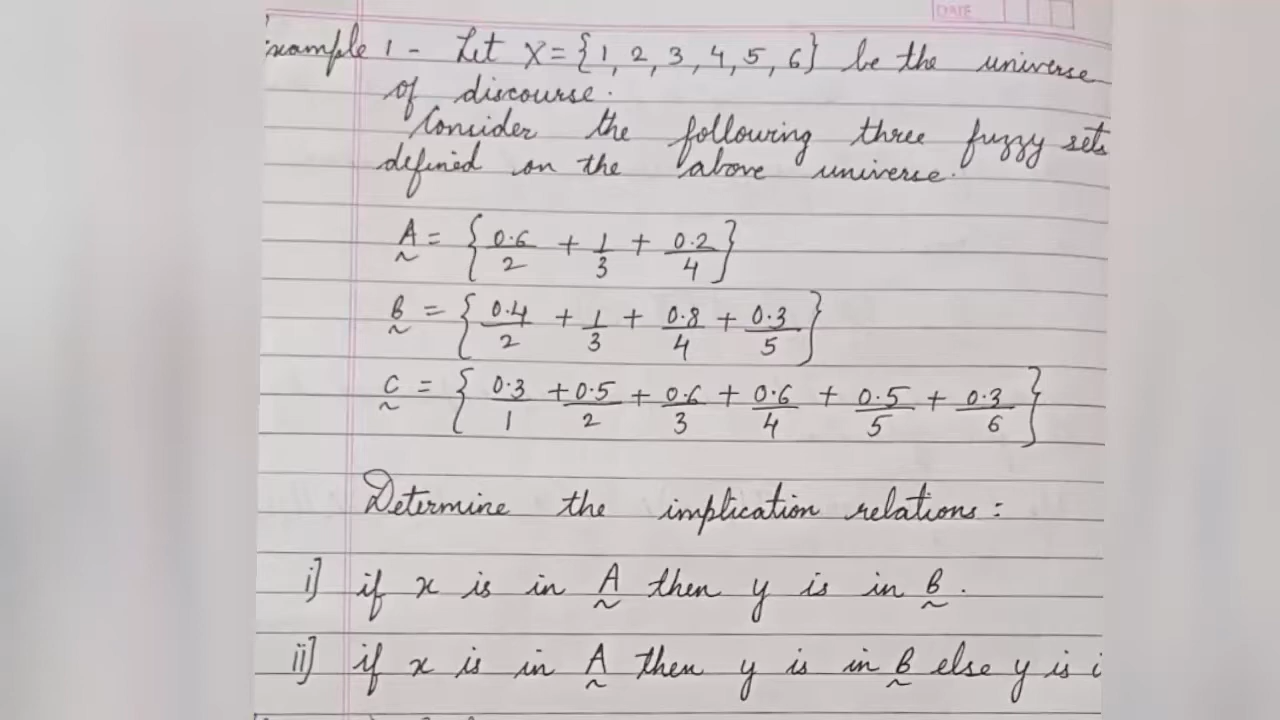 DATE
xample 1 - Let X = {1, 2, 3, 4, 5, 6} be the universe
of discourse.
Consider the following three fuzzy sets
defined on the above universe.
A = {0.6/2 + 1/3 + 0.2/4}
B = {0.4/2 + 1/3 + 0.8/4 + 0.3/5}
C = {0.3/1 + 0.5/2 + 0.6/3 + 0.6/4 + 0.5/5 + 0.3/6}
Determine the implication relations :
i] if x is in A then y is in B.
ii] if x is in A then y is in B else y is i